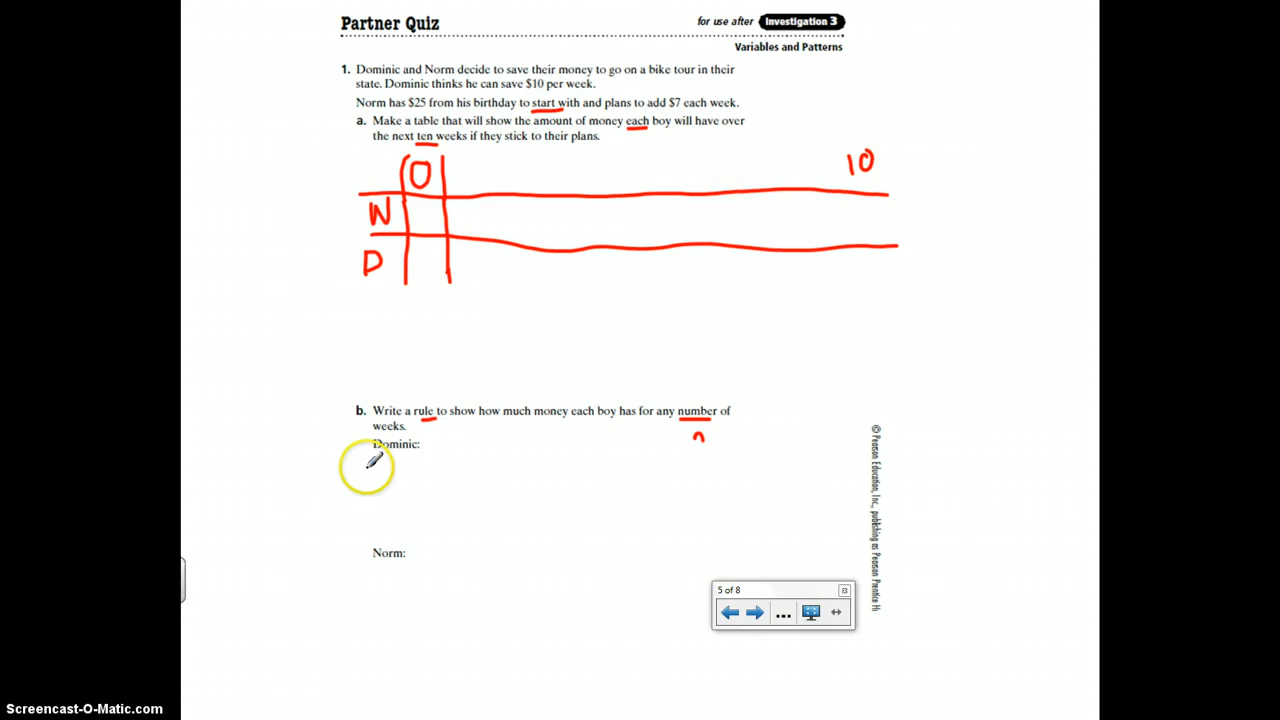 Partner Quiz
for use after Investigation 3
Variables and Patterns
1. Dominic and Norm decide to save their money to go on a bike tour in their
state. Dominic thinks he can save $10 per week.
Norm has $25 from his birthday to start with and plans to add $7 each week.
a. Make a table that will show the amount of money each boy will have over
the next ten weeks if they stick to their plans.
0 10
N
D
b. Write a rule to show how much money each boy has for any number of
weeks.
n
Dominic:
Norm:
© Pearson Education, Inc., publishing as Pearson Prentice H
5 of 8
Screencast-O-Matic.com